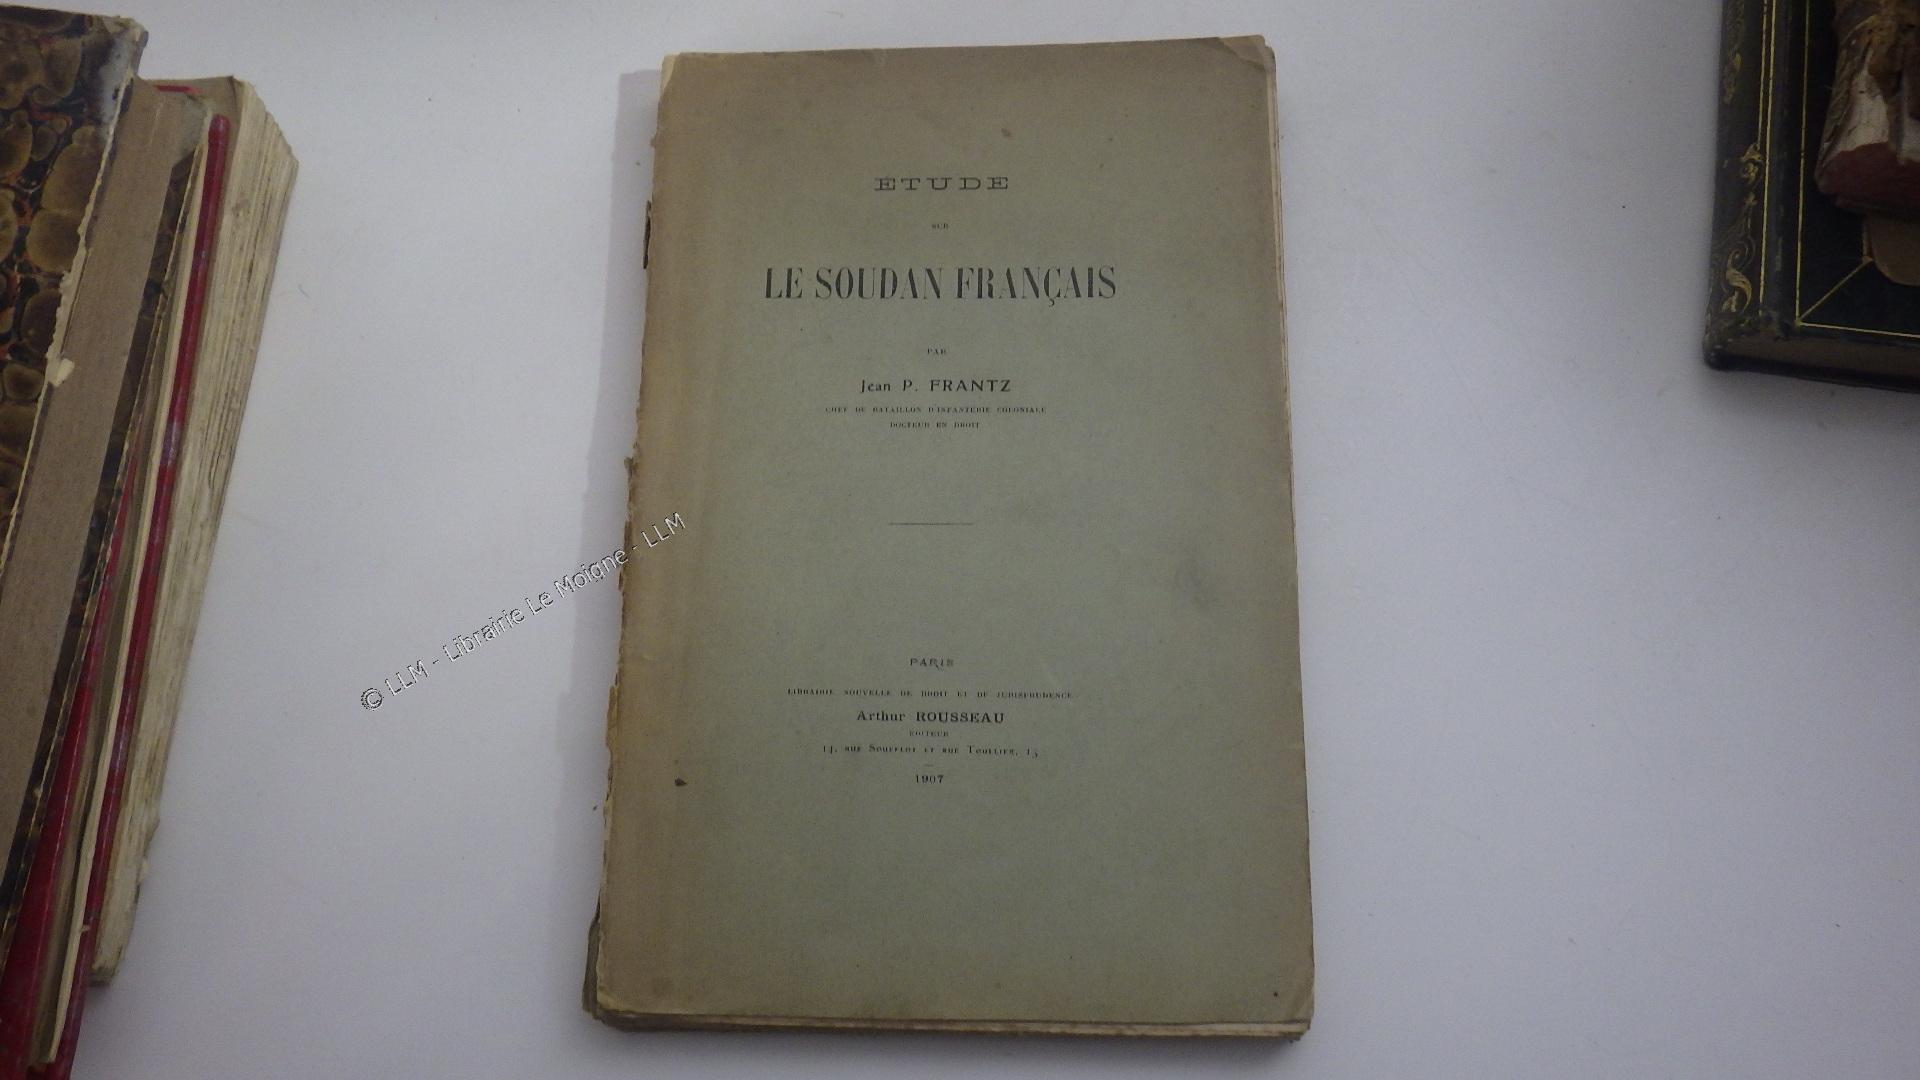 ÉTUDE
SUR
LE SOUDAN FRANÇAIS
PAR
Jean P. FRANTZ
CHEF DE BATAILLON D'INFANTERIE COLONIALE
DOCTEUR EN DROIT
PARIS
LIBRAIRIE NOUVELLE DE DROIT ET DE JURISPRUDENCE
Arthur ROUSSEAU
ÉDITEUR
14, RUE SOUFFLOT ET RUE TOULLIER, 13
1907
© LLM - Librairie Le Moigne - LLM